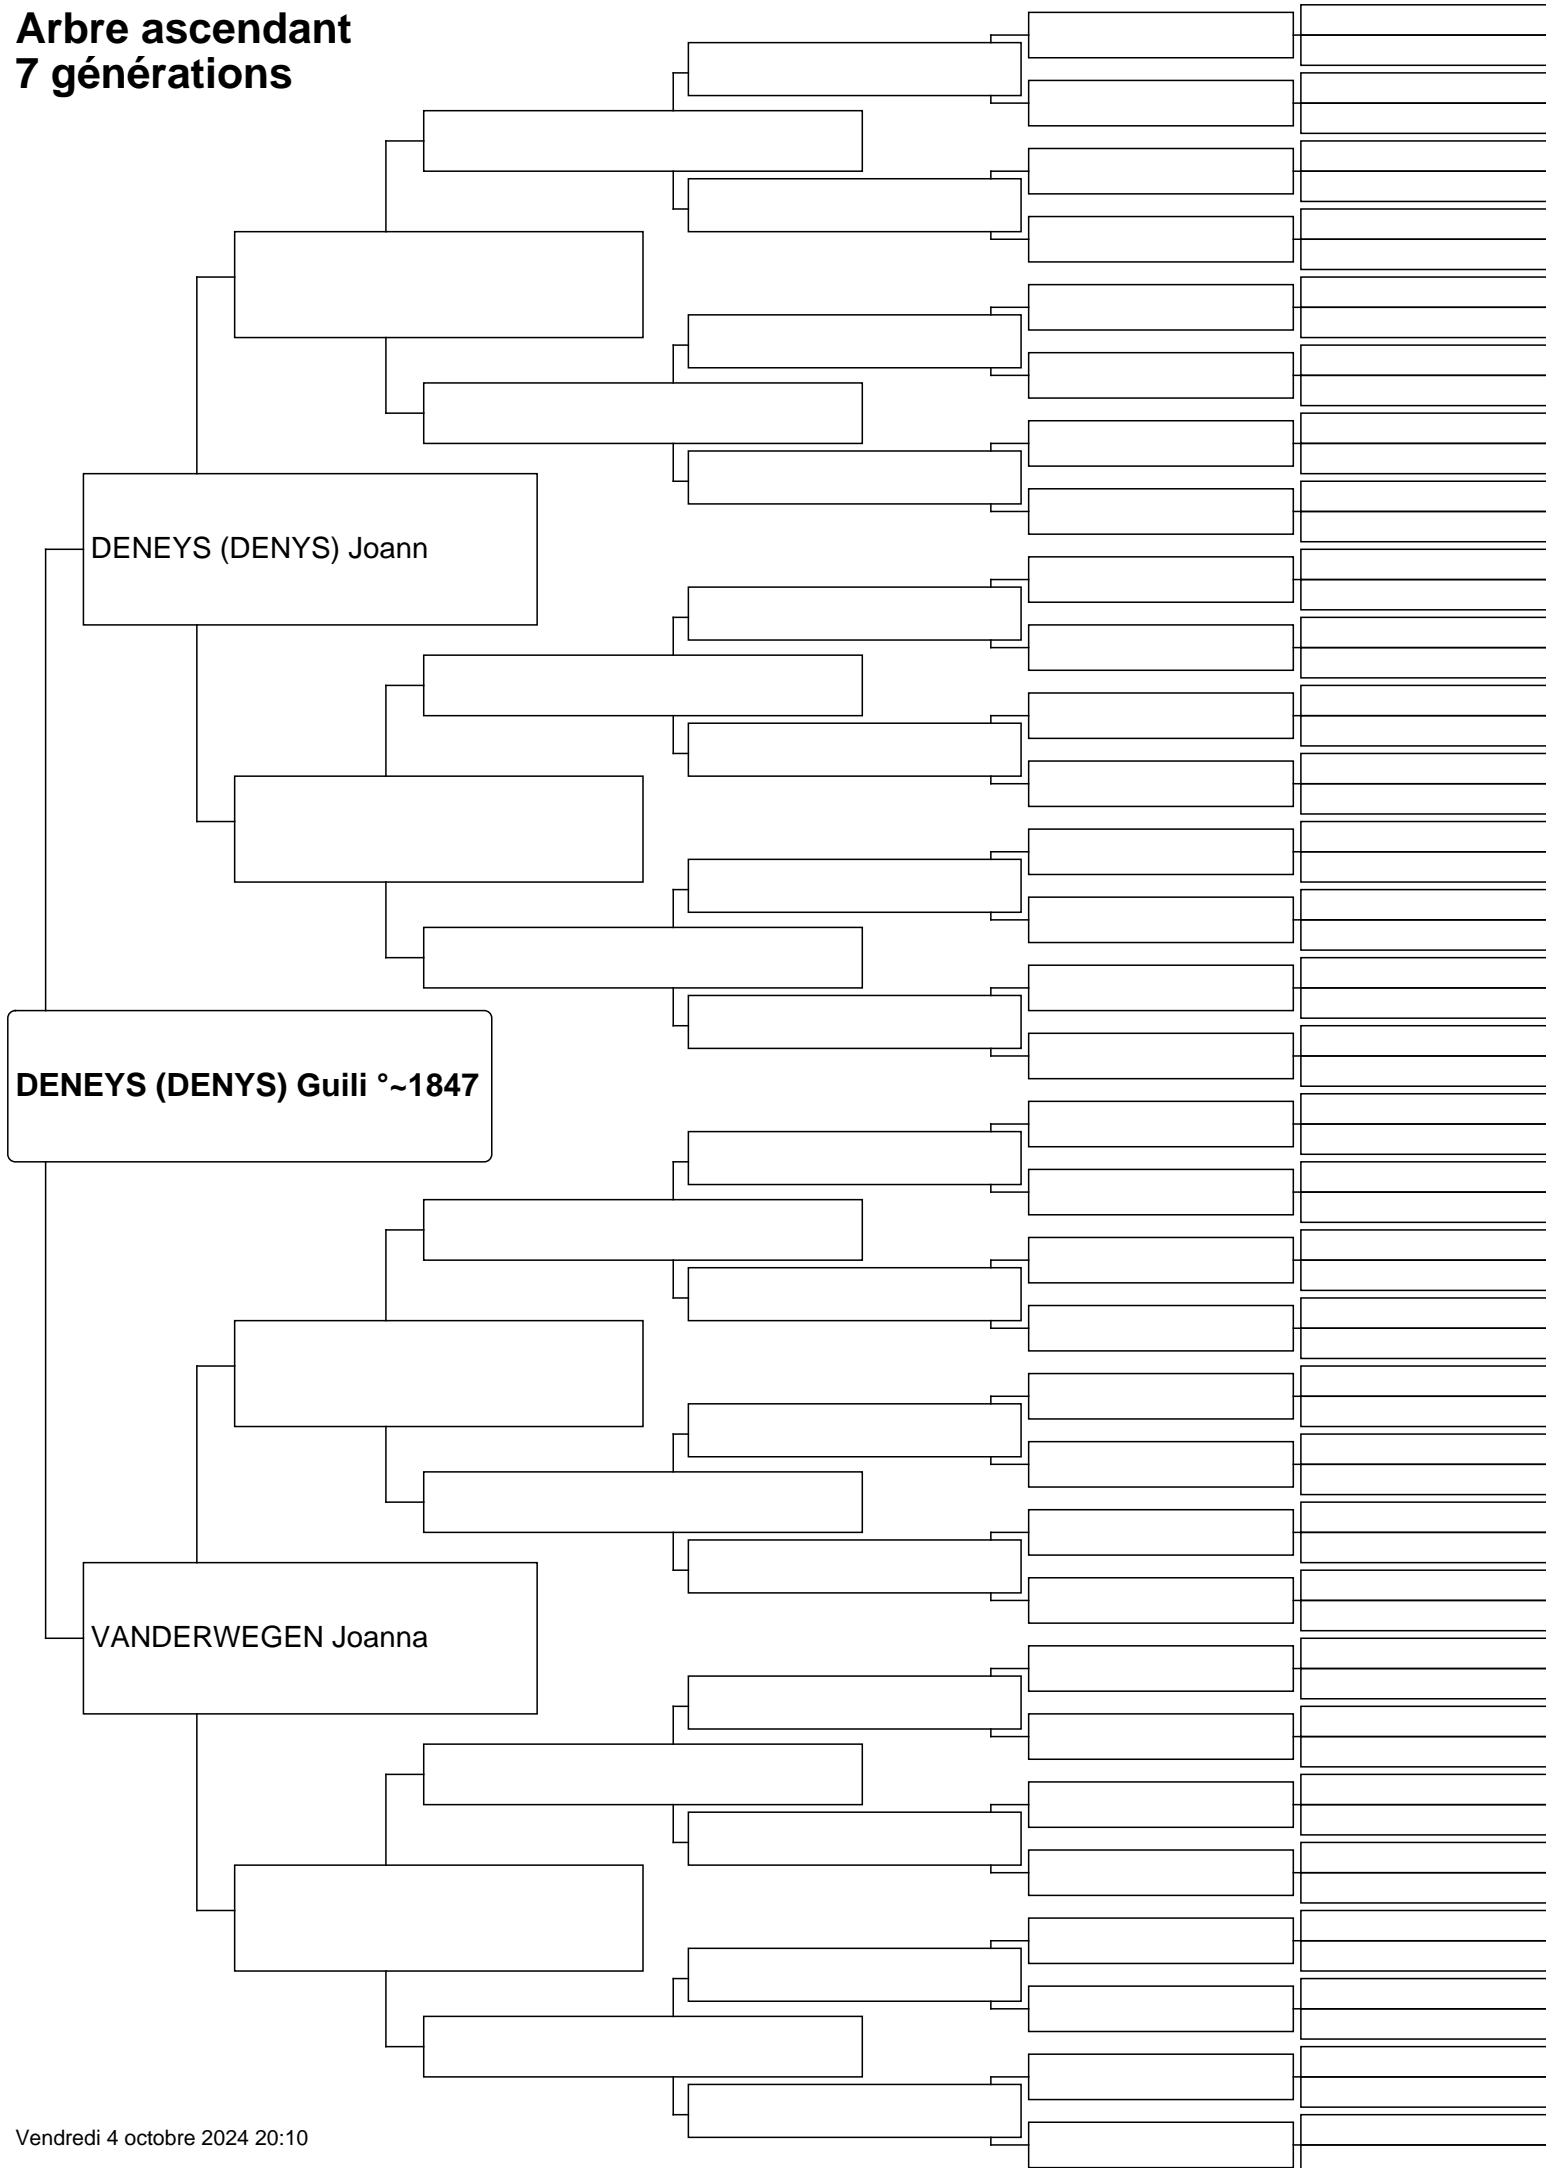 Arbre ascendant
7 générations
DENEYS (DENYS) Joann
DENEYS (DENYS) Guili °~1847
VANDERWEGEN Joanna
Vendredi 4 octobre 2024 20:10